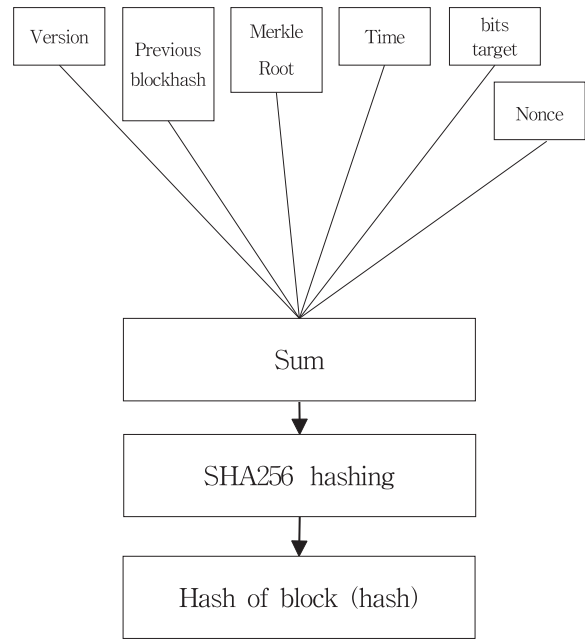 Version
Previous
blockhash
Merkle
Root
Time
bits
target
Nonce
Sum
SHA256 hashing
Hash of block (hash)